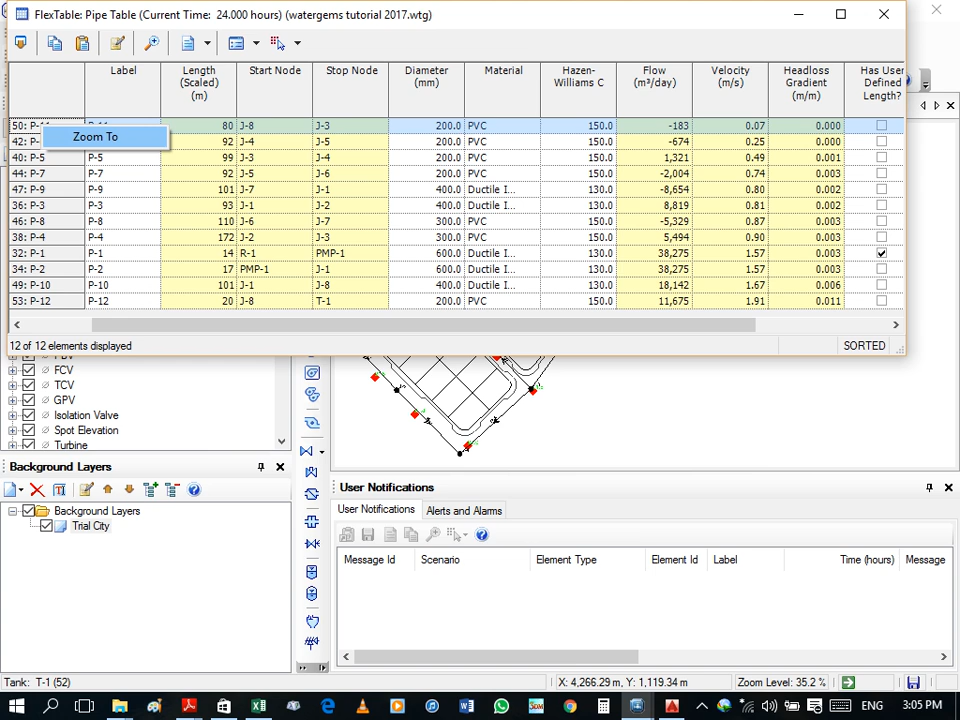 FlexTable: Pipe Table (Current Time: 24.000 hours) (watergems tutorial 2017.wtg)
Label Length (Scaled) (m) Start Node Stop Node Diameter (mm) Material Hazen-Williams C Flow (m³/day) Velocity (m/s) Headloss Gradient (m/m) Has User Defined Length?
50: P-11 P-11 80 J-8 J-3 200.0 PVC 150.0 -183 0.07 0.000
Zoom To
42: P- 92 J-4 J-5 200.0 PVC 150.0 -674 0.25 0.000
40: P-5 P-5 99 J-3 J-4 200.0 PVC 150.0 1,321 0.49 0.001
44: P-7 P-7 92 J-5 J-6 200.0 PVC 150.0 -2,004 0.74 0.003
47: P-9 P-9 101 J-7 J-1 400.0 Ductile I... 130.0 -8,654 0.80 0.002
36: P-3 P-3 93 J-1 J-2 400.0 Ductile I... 130.0 8,819 0.81 0.002
46: P-8 P-8 110 J-6 J-7 300.0 PVC 150.0 -5,329 0.87 0.003
38: P-4 P-4 172 J-2 J-3 300.0 PVC 150.0 5,494 0.90 0.003
32: P-1 P-1 14 R-1 PMP-1 600.0 Ductile I... 130.0 38,275 1.57 0.003
34: P-2 P-2 17 PMP-1 J-1 600.0 Ductile I... 130.0 38,275 1.57 0.003
49: P-10 P-10 101 J-1 J-8 400.0 Ductile I... 130.0 18,142 1.67 0.006
53: P-12 P-12 20 J-8 T-1 200.0 PVC 150.0 11,675 1.91 0.011
12 of 12 elements displayed SORTED
PBV
FCV
TCV
GPV
Isolation Valve
Spot Elevation
Turbine
Background Layers
Background Layers
Trial City
User Notifications
User Notifications Alerts and Alarms
Message Id Scenario Element Type Element Id Label Time (hours) Message
Tank: T-1 (52) X: 4,266.29 m, Y: 1,119.34 m Zoom Level: 35.2 %
ENG 3:05 PM